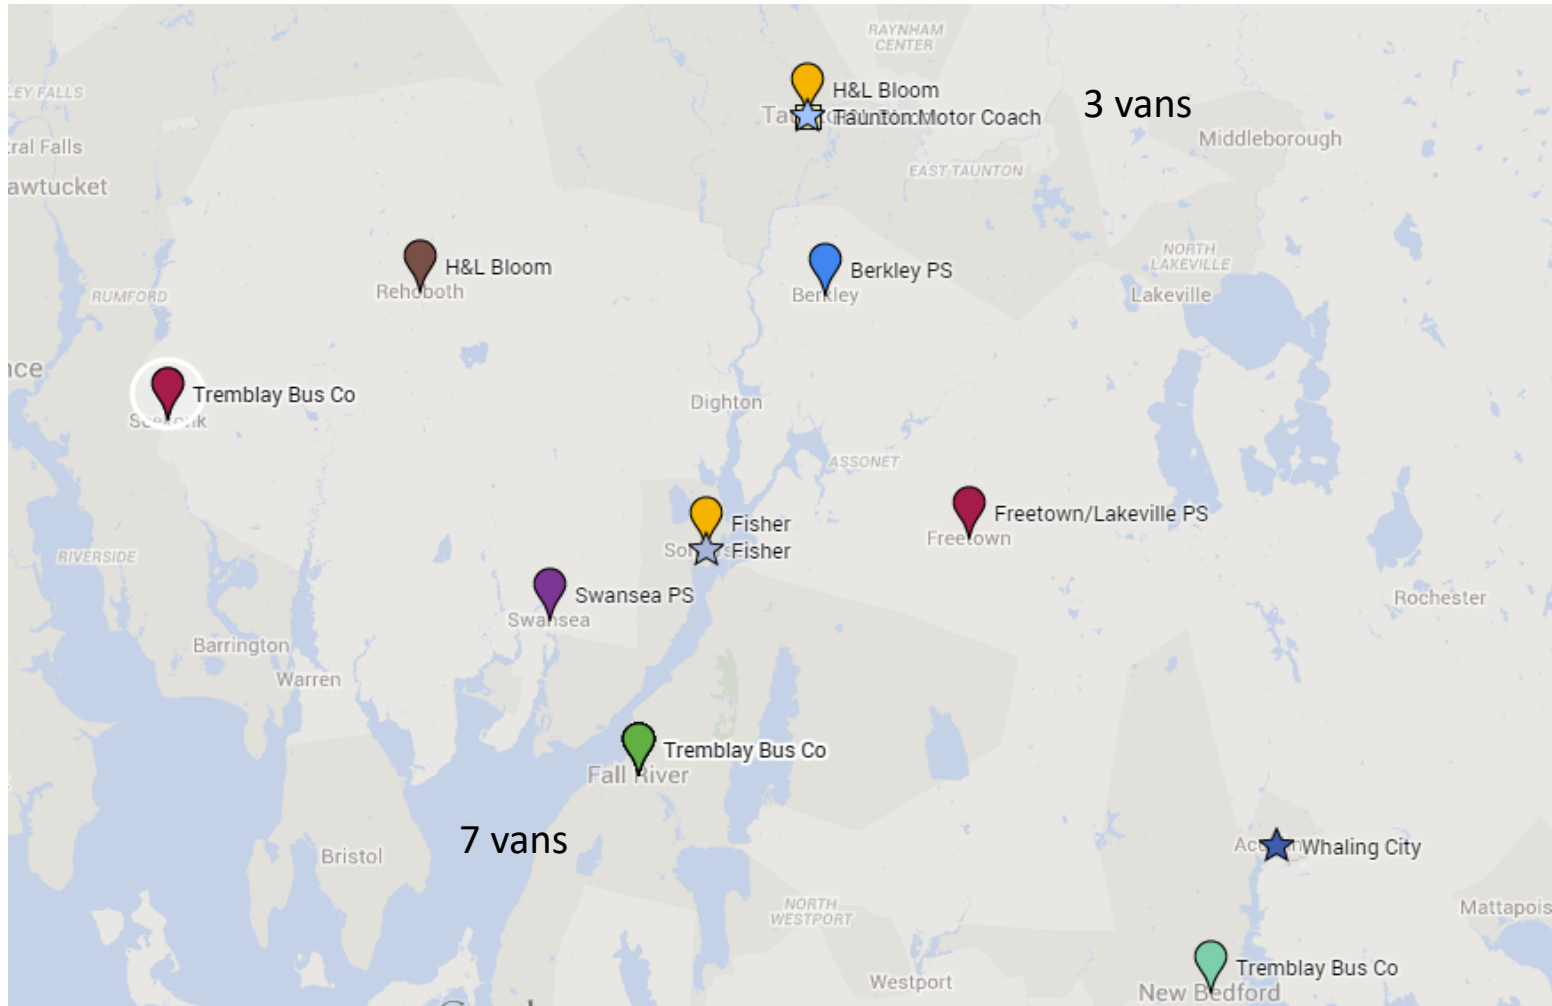 RAYNHAM
CENTER
LEY FALLS
H&L Bloom
3 vans
Taunton Motor Coach
Middleborough
ral Falls
awtucket
EAST TAUNTON
NORTH
LAKEVILLE
H&L Bloom
Berkley PS
Rehoboth
RUMFORD
Berkley
Lakeville
nce
Tremblay Bus Co
Seekonk
Dighton
ASSONET
Freetown/Lakeville PS
Fisher
Freetown
Fisher
RIVERSIDE
Swansea PS
Rochester
Swansea
Barrington
Warren
Tremblay Bus Co
Fall River
7 vans
Whaling City
Bristol
NORTH
WESTPORT
Mattapois
Tremblay Bus Co
Westport
New Bedford